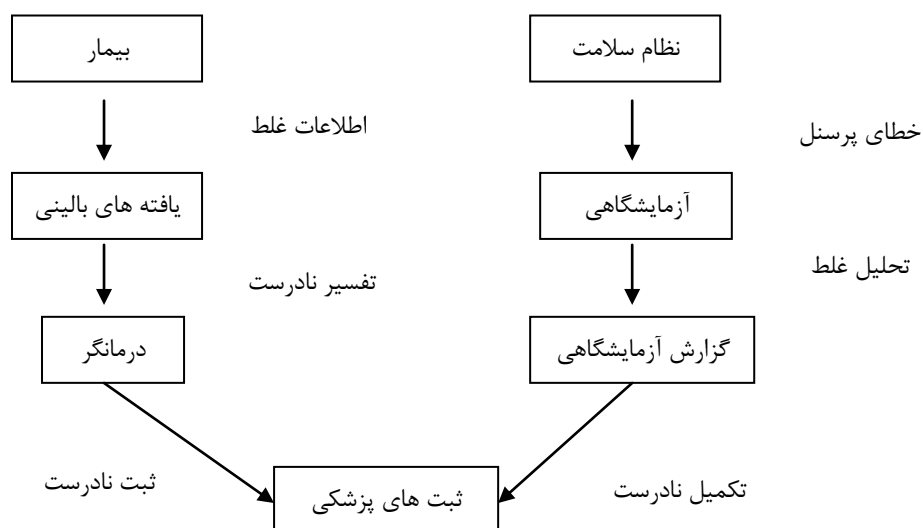 نظام سلامت
بیمار
خطای پرسنل
اطلاعات غلط
آزمایشگاهی
یافته های بالینی
تحلیل غلط
تفسیر نادرست
گزارش آزمایشگاهی
درمانگر
تکمیل نادرست
ثبت نادرست
ثبت های پزشکی